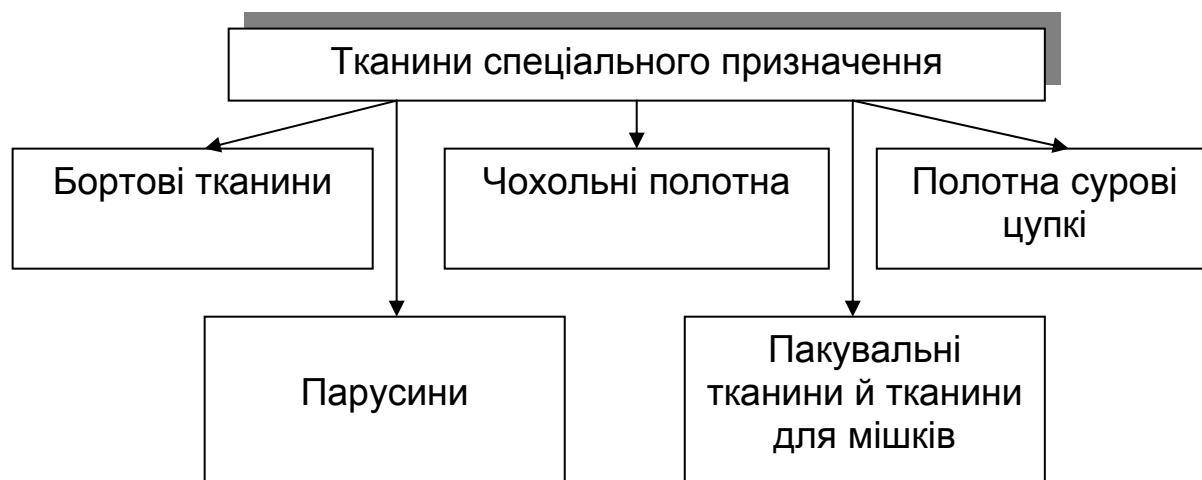 Тканини спеціального призначення
Бортові тканини
Чохольні полотна
Полотна сурові
цупкі
Парусини
Пакувальні
тканини й тканини
для мішків